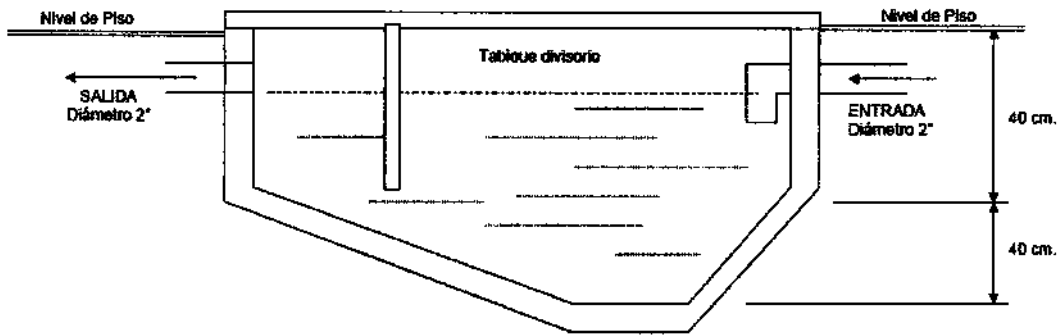 Nivel de Piso
Nivel de Piso
Tabique divisorio
SALIDA
Diámetro 2"
ENTRADA
Diámetro 2"
40 cm.
40 cm.